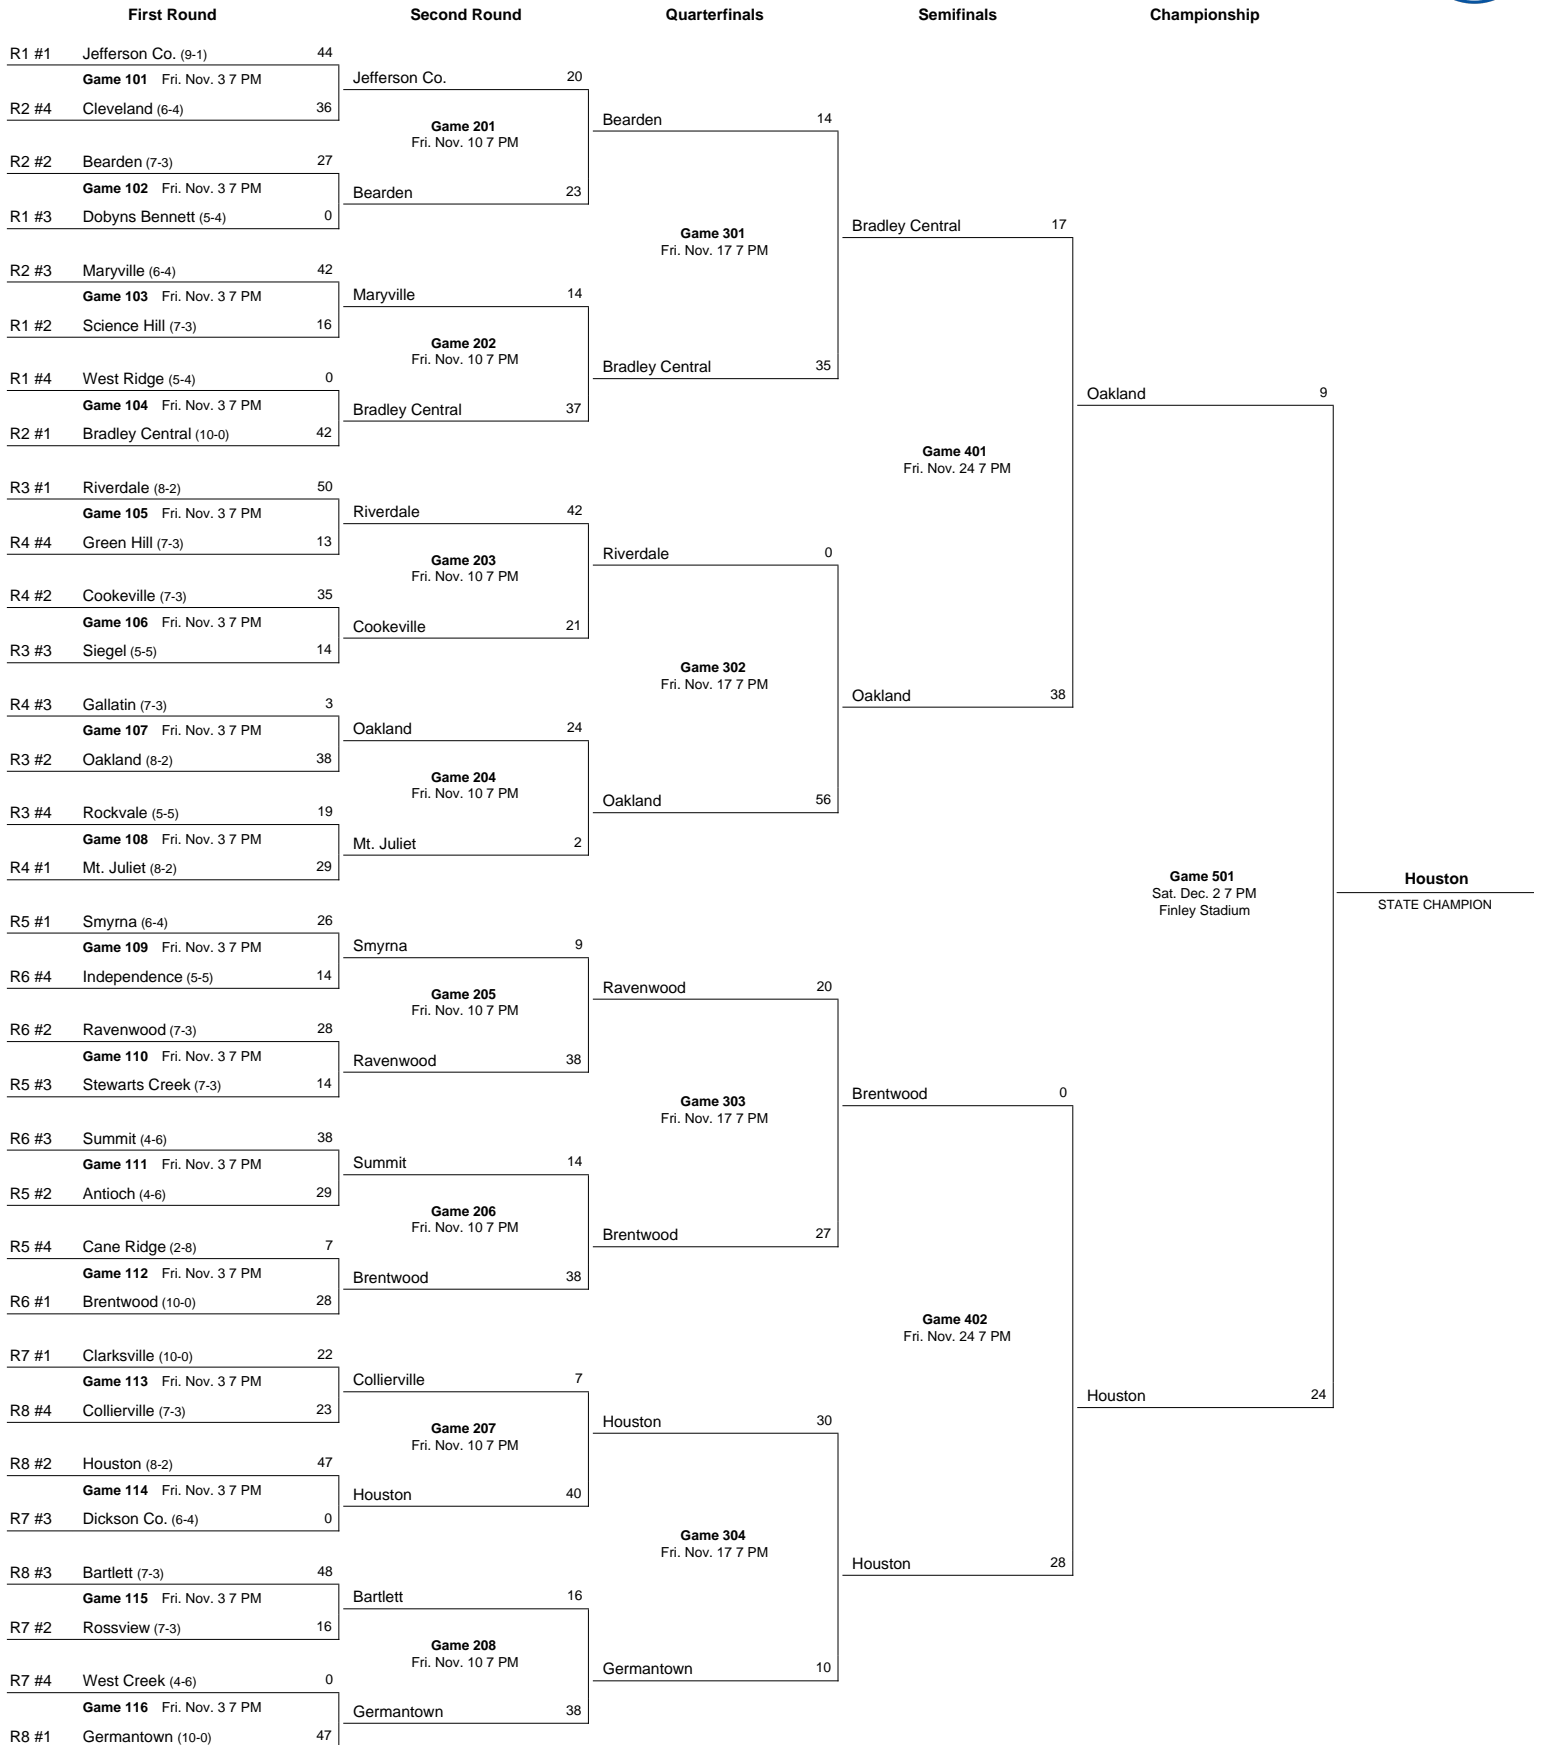 First Round Second Round Quarterfinals Semifinals Championship
R1 #1 Jefferson Co. (9-1) 44
Game 101 Fri. Nov. 3 7 PM
R2 #4 Cleveland (6-4) 36
R2 #2 Bearden (7-3) 27
Game 102 Fri. Nov. 3 7 PM
R1 #3 Dobyns Bennett (5-4) 0
R2 #3 Maryville (6-4) 42
Game 103 Fri. Nov. 3 7 PM
R1 #2 Science Hill (7-3) 16
R1 #4 West Ridge (5-4) 0
Game 104 Fri. Nov. 3 7 PM
R2 #1 Bradley Central (10-0) 42
R3 #1 Riverdale (8-2) 50
Game 105 Fri. Nov. 3 7 PM
R4 #4 Green Hill (7-3) 13
R4 #2 Cookeville (7-3) 35
Game 106 Fri. Nov. 3 7 PM
R3 #3 Siegel (5-5) 14
R4 #3 Gallatin (7-3) 3
Game 107 Fri. Nov. 3 7 PM
R3 #2 Oakland (8-2) 38
R3 #4 Rockvale (5-5) 19
Game 108 Fri. Nov. 3 7 PM
R4 #1 Mt. Juliet (8-2) 29
R5 #1 Smyrna (6-4) 26
Game 109 Fri. Nov. 3 7 PM
R6 #4 Independence (5-5) 14
R6 #2 Ravenwood (7-3) 28
Game 110 Fri. Nov. 3 7 PM
R5 #3 Stewarts Creek (7-3) 14
R6 #3 Summit (4-6) 38
Game 111 Fri. Nov. 3 7 PM
R5 #2 Antioch (4-6) 29
R5 #4 Cane Ridge (2-8) 7
Game 112 Fri. Nov. 3 7 PM
R6 #1 Brentwood (10-0) 28
R7 #1 Clarksville (10-0) 22
Game 113 Fri. Nov. 3 7 PM
R8 #4 Collierville (7-3) 23
R8 #2 Houston (8-2) 47
Game 114 Fri. Nov. 3 7 PM
R7 #3 Dickson Co. (6-4) 0
R8 #3 Bartlett (7-3) 48
Game 115 Fri. Nov. 3 7 PM
R7 #2 Rossview (7-3) 16
R7 #4 West Creek (4-6) 0
Game 116 Fri. Nov. 3 7 PM
R8 #1 Germantown (10-0) 47
Jefferson Co. 20
Game 201
Fri. Nov. 10 7 PM
Bearden 23
Maryville 14
Game 202
Fri. Nov. 10 7 PM
Bradley Central 37
Riverdale 42
Game 203
Fri. Nov. 10 7 PM
Cookeville 21
Oakland 24
Game 204
Fri. Nov. 10 7 PM
Mt. Juliet 2
Smyrna 9
Game 205
Fri. Nov. 10 7 PM
Ravenwood 38
Summit 14
Game 206
Fri. Nov. 10 7 PM
Brentwood 38
Collierville 7
Game 207
Fri. Nov. 10 7 PM
Houston 40
Bartlett 16
Game 208
Fri. Nov. 10 7 PM
Germantown 38
Bearden 14
Game 301
Fri. Nov. 17 7 PM
Bradley Central 35
Riverdale 0
Game 302
Fri. Nov. 17 7 PM
Oakland 56
Ravenwood 20
Game 303
Fri. Nov. 17 7 PM
Brentwood 27
Houston 30
Game 304
Fri. Nov. 17 7 PM
Germantown 10
Bradley Central 17
Game 401
Fri. Nov. 24 7 PM
Oakland 38
Brentwood 0
Game 402
Fri. Nov. 24 7 PM
Houston 28
Oakland 9
Game 501
Sat. Dec. 2 7 PM
Finley Stadium
Houston 24
Houston
STATE CHAMPION